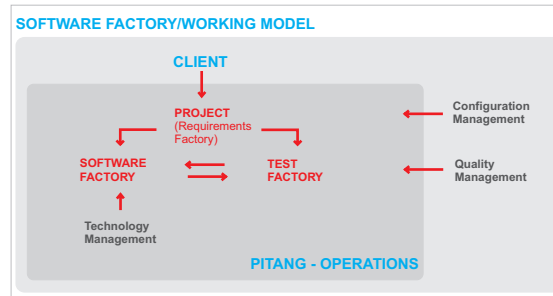 SOFTWARE FACTORY/WORKING MODEL
CLIENT
PROJECT
(Requirements
Factory)
Configuration
Management
SOFTWARE
FACTORY
TEST
FACTORY
Quality
Management
Technology
Management
PITANG - OPERATIONS